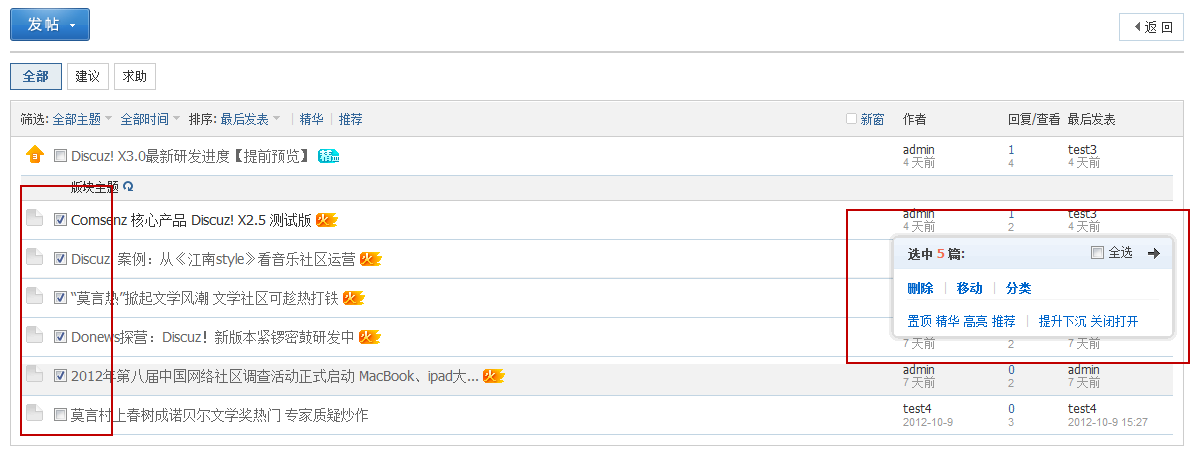 发帖
返回
全部 建议 求助
筛选: 全部主题 全部时间 排序: 最后发表 精华 推荐 新窗 作者 回复/查看 最后发表
Discuz! X3.0最新研发进度【提前预览】 admin 1 test3
4 天前 4 4 天前
版块主题
Comsenz 核心产品 Discuz! X2.5 测试版 火 admin 1 test3
4 天前 2 4 天前
Discuz! 案例：从《江南style》看音乐社区运营 火
选中 5 篇: 全选
“莫言热”掀起文学风潮 文学社区可趁热打铁 火
删除 移动 分类
置顶 精华 高亮 推荐 提升下沉 关闭打开
Donews探营：Discuz！新版本紧锣密鼓研发中 火
7 天前 2 7 天前
2012年第八届中国网络社区调查活动正式启动 MacBook、ipad大... 火 admin 0 admin
7 天前 2 7 天前
莫言村上春树成诺贝尔文学奖热门 专家质疑炒作 test4 0 test4
2012-10-9 3 2012-10-9 15:27